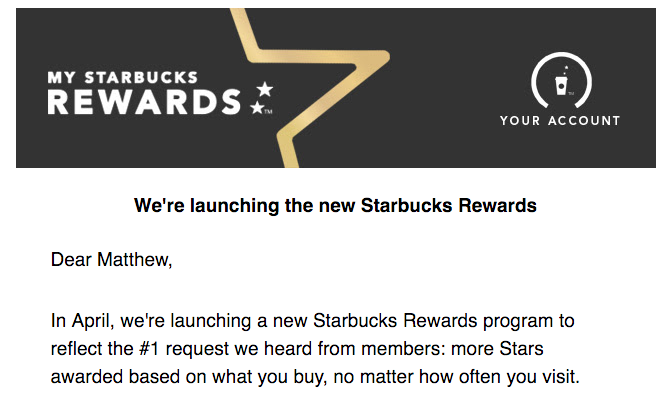 MY STARBUCKS
REWARDS
TM
YOUR ACCOUNT
We're launching the new Starbucks Rewards
Dear Matthew,
In April, we're launching a new Starbucks Rewards program to
reflect the #1 request we heard from members: more Stars
awarded based on what you buy, no matter how often you visit.